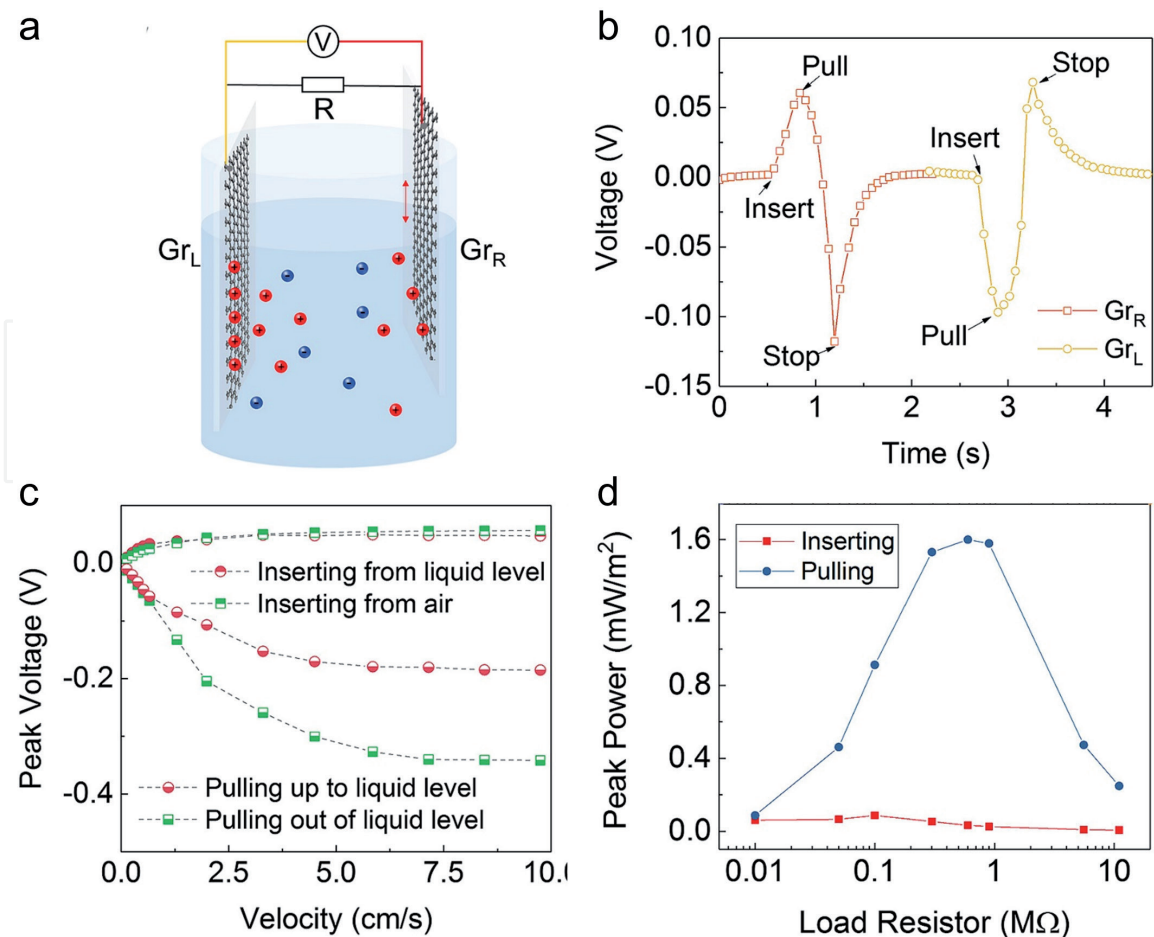 a
V
R
Gr_L
Gr_R
b
0.10
0.05
0.00
-0.05
-0.10
-0.15
Voltage (V)
Pull
Insert
Stop
Insert
Pull
Stop
Gr_R
Gr_L
0 1 2 3 4
Time (s)
c
0.0
-0.2
-0.4
Peak Voltage (V)
Inserting from liquid level
Inserting from air
Pulling up to liquid level
Pulling out of liquid level
0.0 2.5 5.0 7.5 10.0
Velocity (cm/s)
d
1.6
1.2
0.8
0.4
0.0
Peak Power (mW/m²)
Inserting
Pulling
0.01 0.1 1 10
Load Resistor (MΩ)